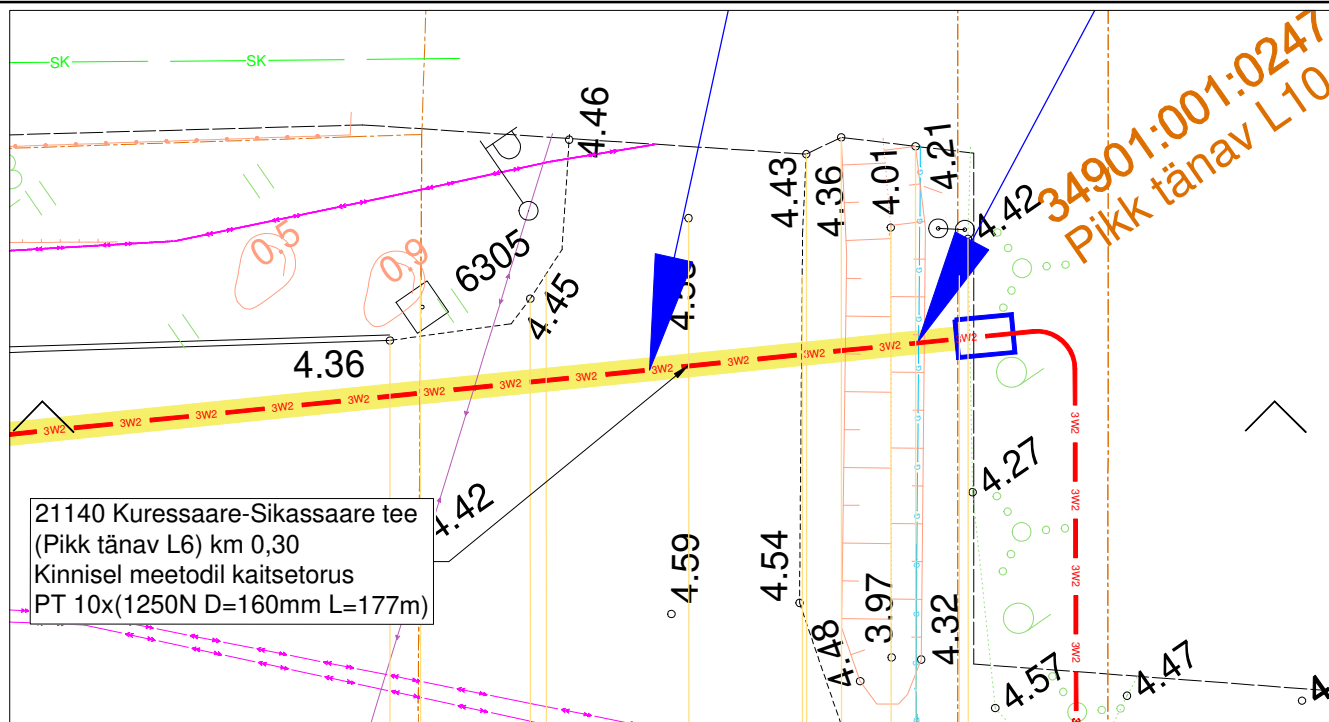 SK SK
4.46
34901:001:0247
Pikk tänav L10
4.43
4.36
4.01
4.21
4.42
0.5
0.9
6305
4.45
4.36
3W2 3W2 3W2 3W2 3W2 3W2 3W2 3W2 3W2 3W2 3W2 3W2
3W2
3W2
3W2
4.27
21140 Kuressaare-Sikassaare tee
(Pikk tänav L6) km 0,30
Kinnisel meetodil kaitsetorus
PT 10x(1250N D=160mm L=177m)
4.42
4.59
4.54
4.48
3.97
4.32
4.57
4.47